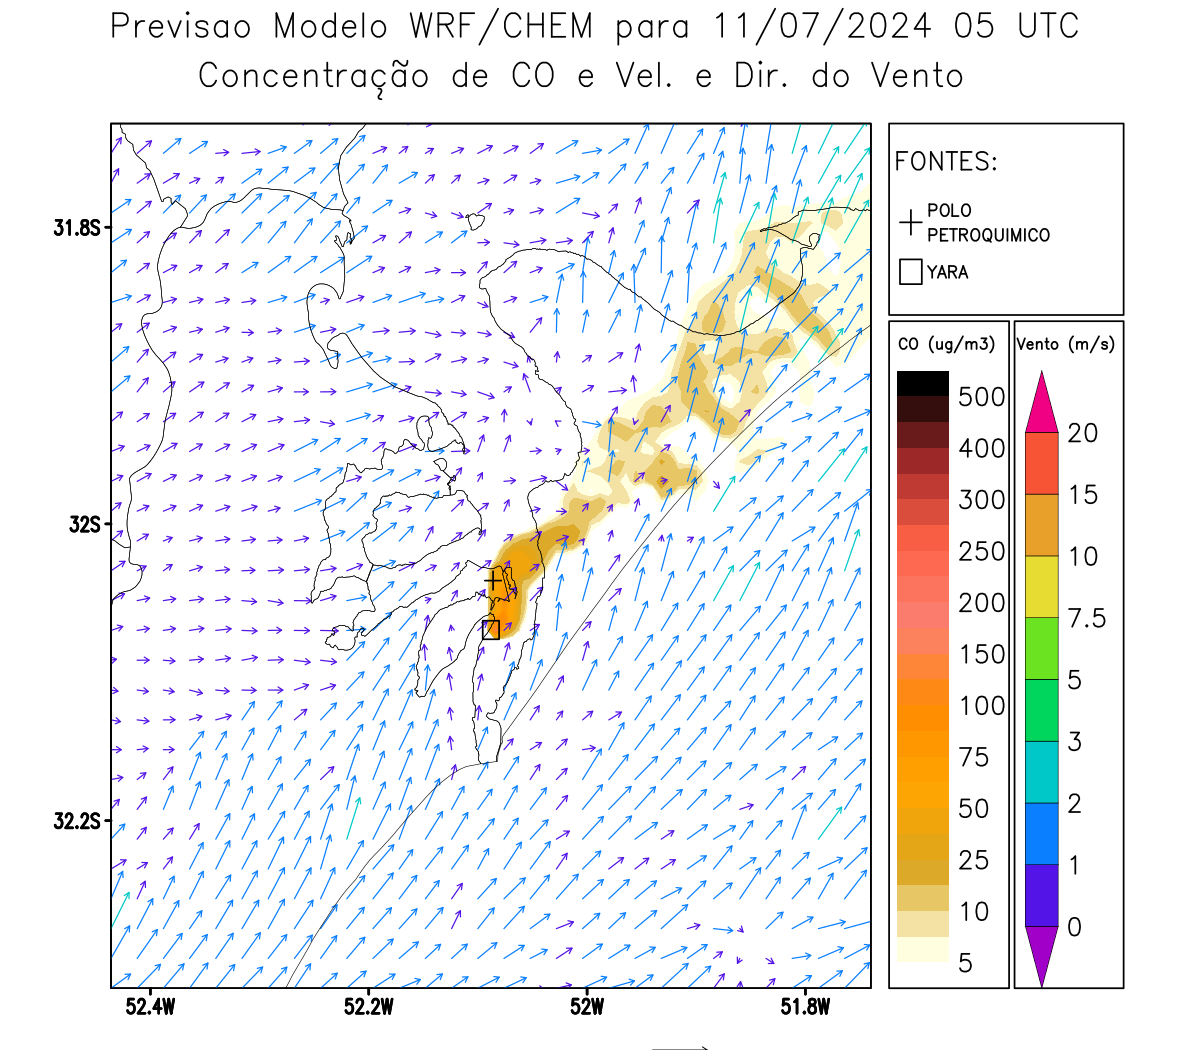 Previsao Modelo WRF/CHEM para 11/07/2024 05 UTC
Concentração de CO e Vel. e Dir. do Vento
FONTES:
POLO
PETROQUIMICO
YARA
CO (ug/m3)
500
400
300
250
200
150
100
75
50
25
10
5
Vento (m/s)
20
15
10
7.5
5
3
2
1
0
31.8S
32S
32.2S
52.4W 52.2W 52W 51.8W